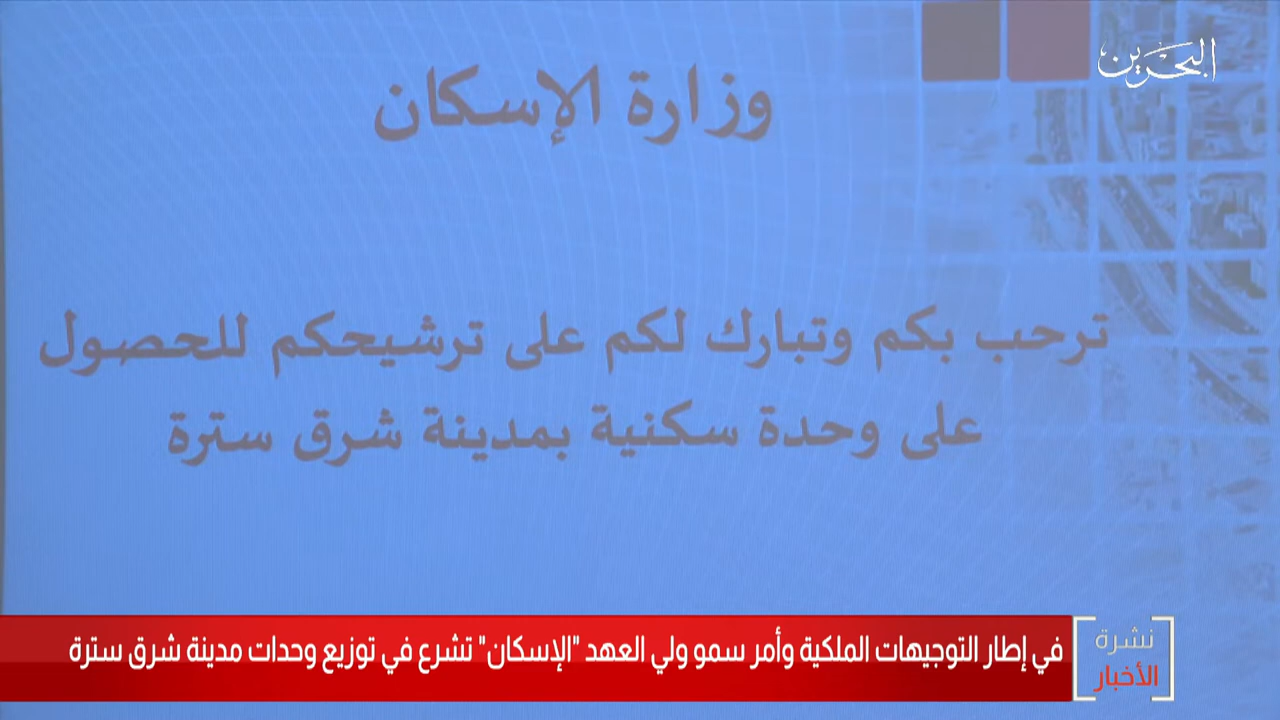 البحرين
وزارة الإسكان
ترحب بكم وتبارك لكم على ترشيحكم للحصول
على وحدة سكنية بمدينة شرق سترة
نشرة
الأخبار
في إطار التوجيهات الملكية وأمر سمو ولي العهد "الإسكان" تشرع في توزيع وحدات مدينة شرق سترة